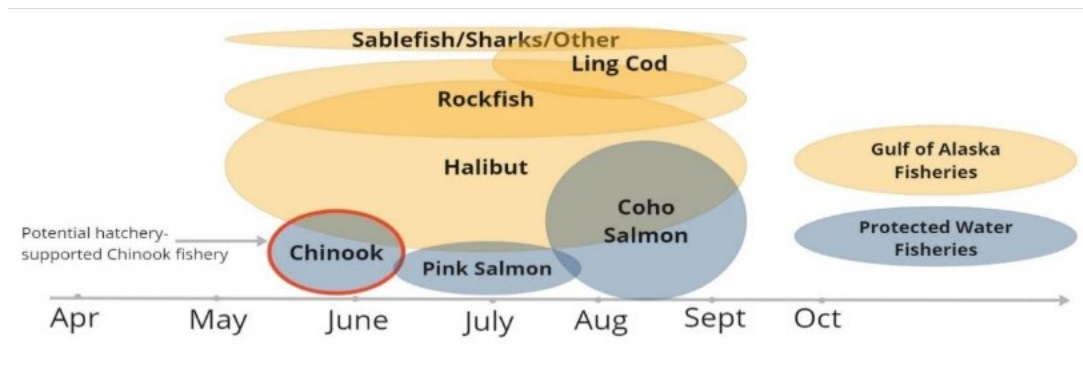 Sablefish/Sharks/Other
Ling Cod
Rockfish
Halibut
Gulf of Alaska
Fisheries
Coho
Salmon
Protected Water
Fisheries
Potential hatchery-
supported Chinook fishery
Chinook
Pink Salmon
Apr May June July Aug Sept Oct